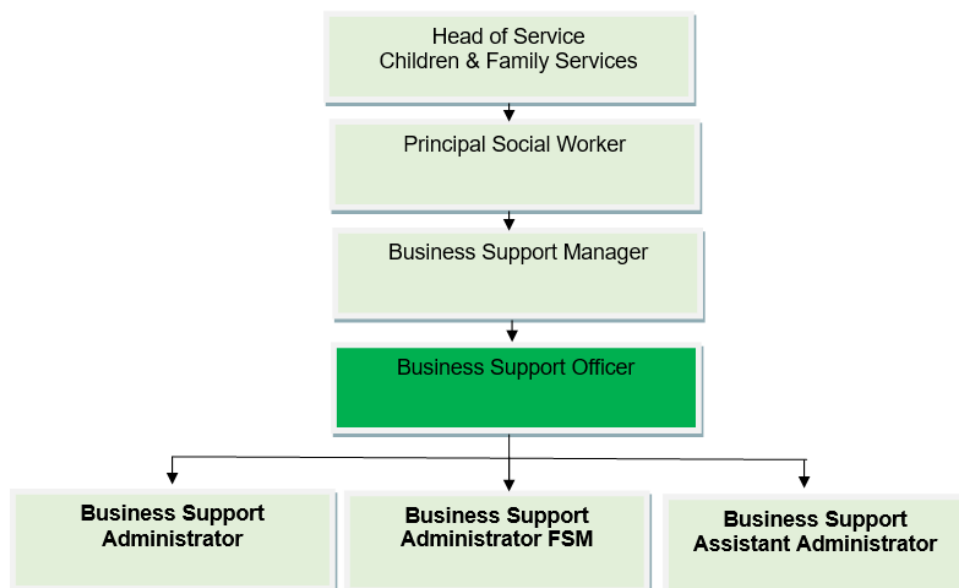 Head of Service
Children & Family Services
Principal Social Worker
Business Support Manager
Business Support Officer
Business Support
Administrator
Business Support
Administrator FSM
Business Support
Assistant Administrator